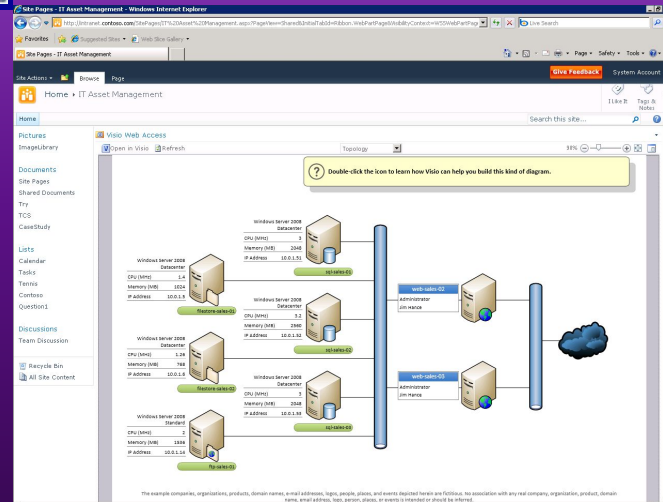 Site Pages - IT Asset Management - Windows Internet Explorer
http://intranet.contoso.com/SitePages/IT%20Asset%20Management.aspx?PageView=Shared&InitialTabId=Ribbon.WebPartPage&VisibilityContext=WSSWebPartPage
Live Search
Favorites Suggested Sites Web Slice Gallery
Site Pages - IT Asset Management
Page Safety Tools
Give Feedback System Account
Site Actions Browse Page
Home IT Asset Management
I Like It Tags & Notes
Home
Search this site...
Pictures
ImageLibrary
Documents
Site Pages
Shared Documents
Try
TCS
CaseStudy
Lists
Calendar
Tasks
Tennis
Contoso
Question1
Discussions
Team Discussion
Recycle Bin
All Site Content
Visio Web Access
Open in Visio Refresh Topology 38%
Double-click the icon to learn how Visio can help you build this kind of diagram.
Windows Server 2008
Datacenter
CPU (MHz) 3
Memory (MB) 2048
IP Address 10.0.1.51
sql-sales-01
Windows Server 2008
Datacenter
CPU (MHz) 1.4
Memory (MB) 1024
IP Address 10.0.1.5
filestore-sales-01
Windows Server 2008
Datacenter
CPU (MHz) 3.2
Memory (MB) 2560
IP Address 10.0.1.52
sql-sales-02
Windows Server 2008
Datacenter
CPU (MHz) 1.26
Memory (MB) 768
IP Address 10.0.1.6
filestore-sales-02
Windows Server 2008
Datacenter
CPU (MHz) 3
Memory (MB) 2048
IP Address 10.0.1.53
sql-sales-03
Windows Server 2008
Standard
CPU (MHz) 2
Memory (MB) 1536
IP Address 10.0.1.16
ftp-sales-01
web-sales-02
Administrator
Jim Hance
web-sales-03
Administrator
Jim Hance
The example companies, organizations, products, domain names, e-mail addresses, logos, people, places, and events depicted herein are fictitious. No association with any real company, organization, product, domain
name, email address, logo, person, places, or events is intended or should be inferred.